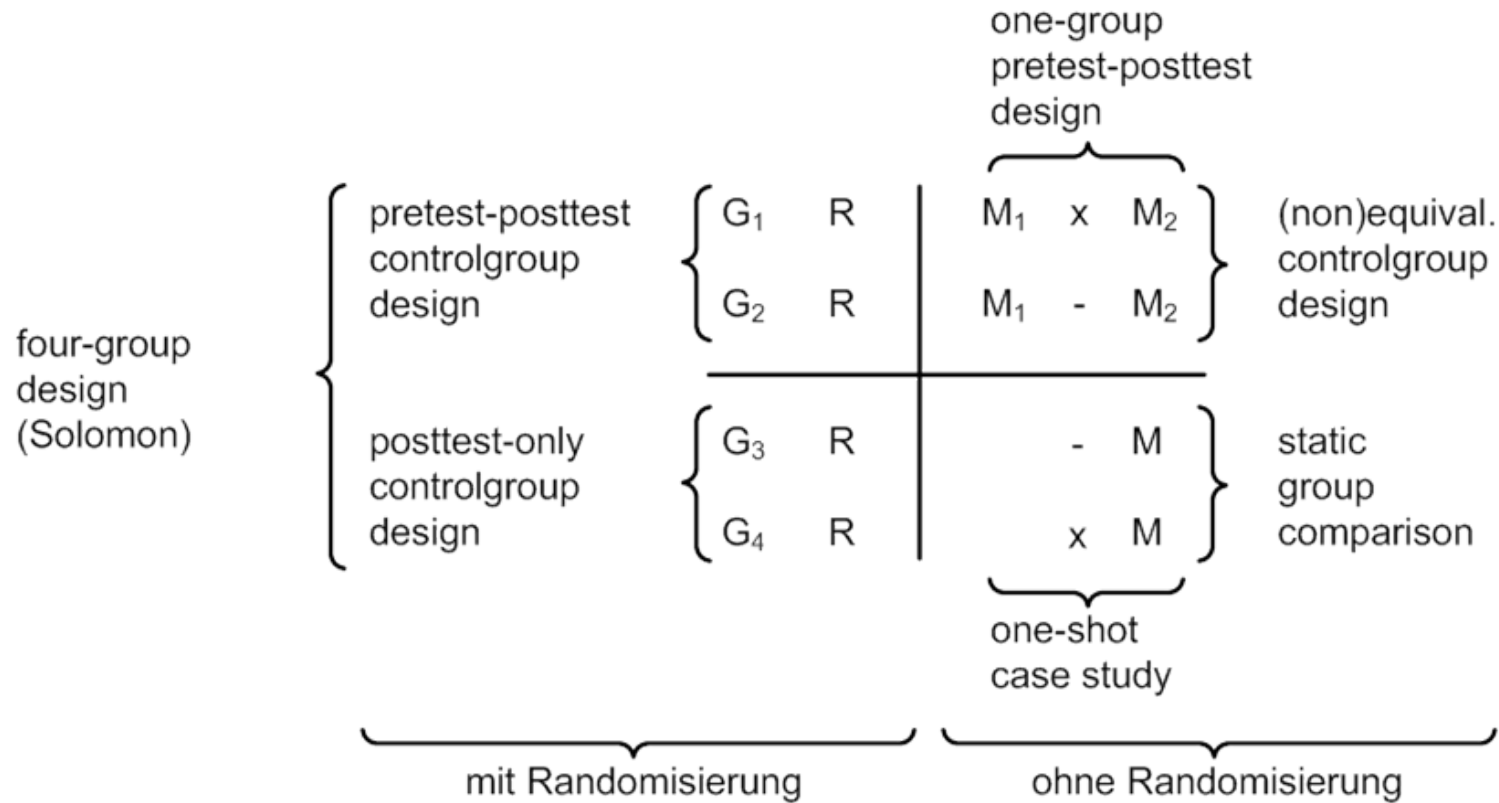 one-group
pretest-posttest
design
pretest-posttest
controlgroup
design
G₁ R M₁ x M₂
G₂ R M₁ - M₂
(non)equival.
controlgroup
design
four-group
design
(Solomon)
posttest-only
controlgroup
design
G₃ R - M
G₄ R x M
static
group
comparison
one-shot
case study
mit Randomisierung
ohne Randomisierung